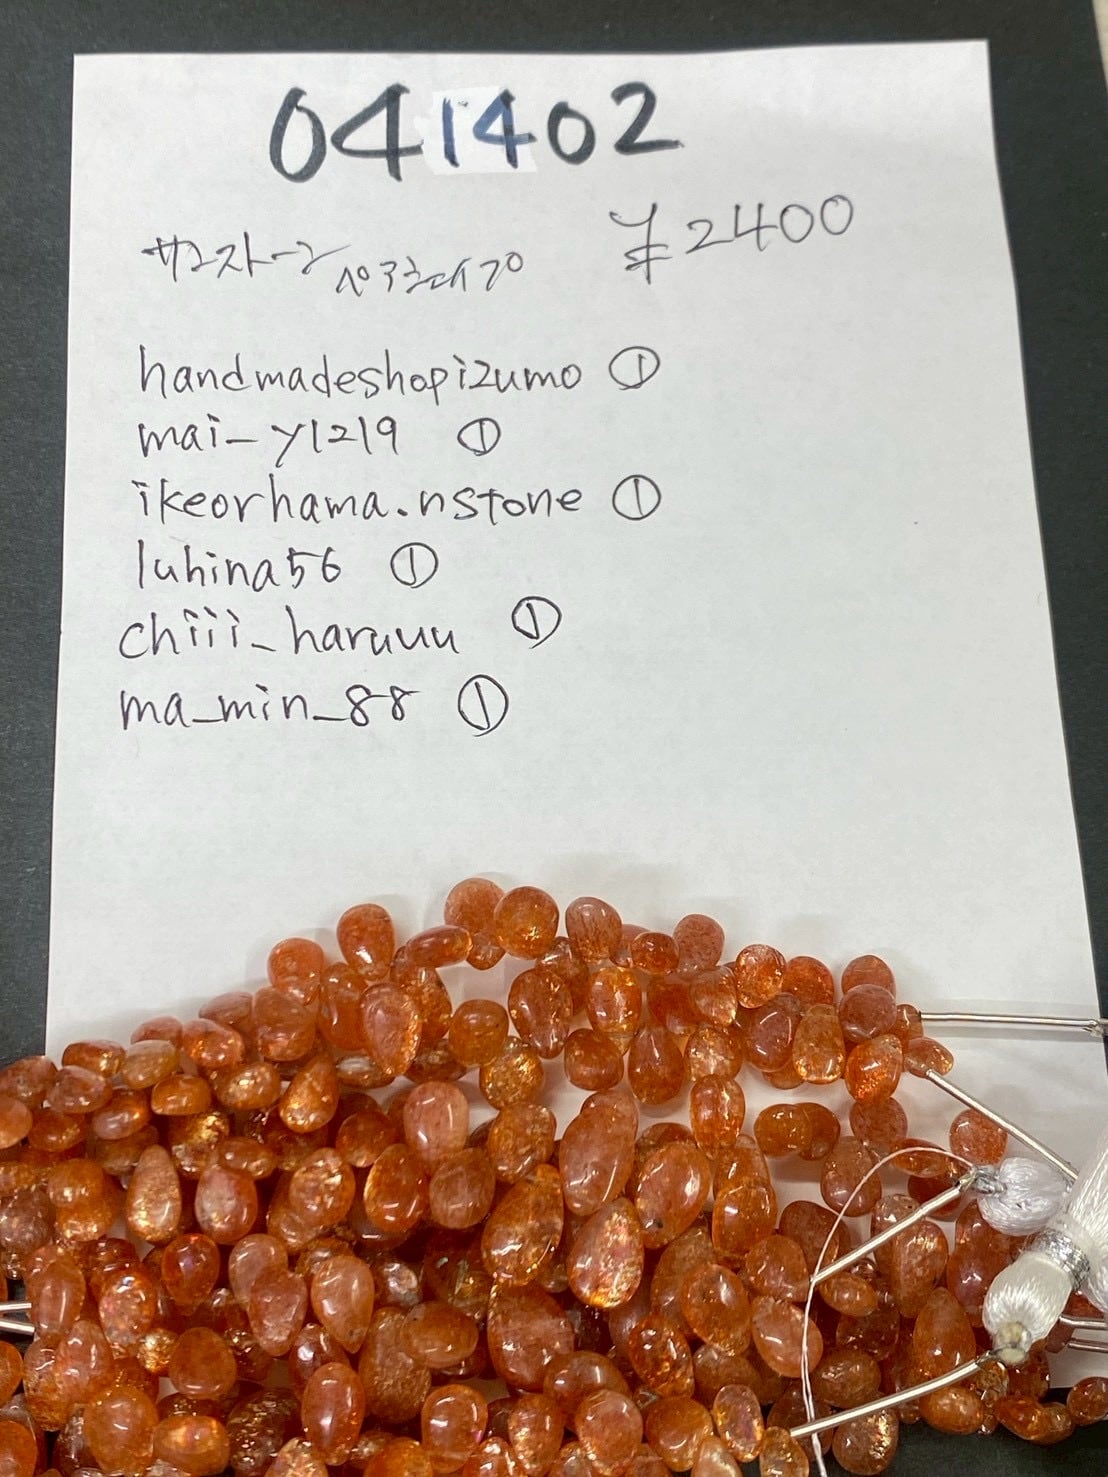 041402
サンストーン ペアシェイプ ¥2400
handmadeshopizumo ①
mai_y1219 ①
ikeorhama.nstone ①
luhina56 ①
chiii_haruuu ①
ma_min_88 ①